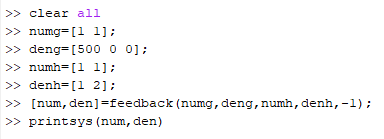 >> clear all
>> numg=[1 1];
>> deng=[500 0 0];
>> numh=[1 1];
>> denh=[1 2];
>> [num,den]=feedback(numg,deng,numh,denh,-1);
>> printsys(num,den)